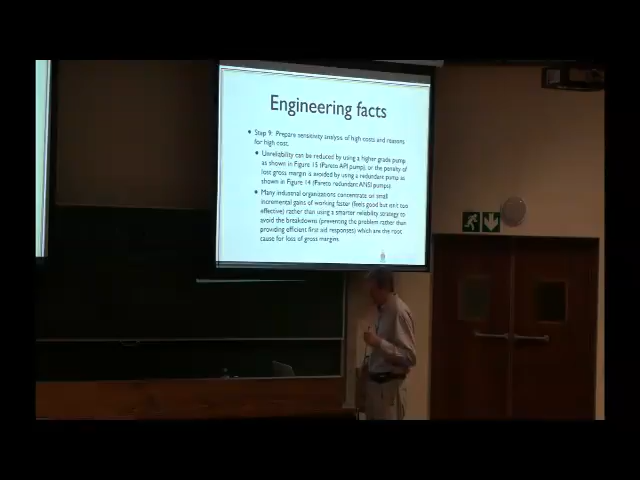 Engineering facts
• Step 9: Prepare sensitivity analysis of high costs and reasons
for high cost.
• Unreliability can be reduced by using a higher grade pump
as shown in Figure 15 (Pareto API pump) or the penalty of
lost gross margin is avoided by using a redundant pump as
shown in Figure 14 (Pareto redundant ANSI pumps)
• Many industrial organizations concentrate on small
incremental gains of working faster (feels good but isn't too
effective) rather than using a smarter reliability strategy to
avoid the breakdowns (preventing the problem rather than
providing efficient first aid responses) which are the root
cause for loss of gross margins.